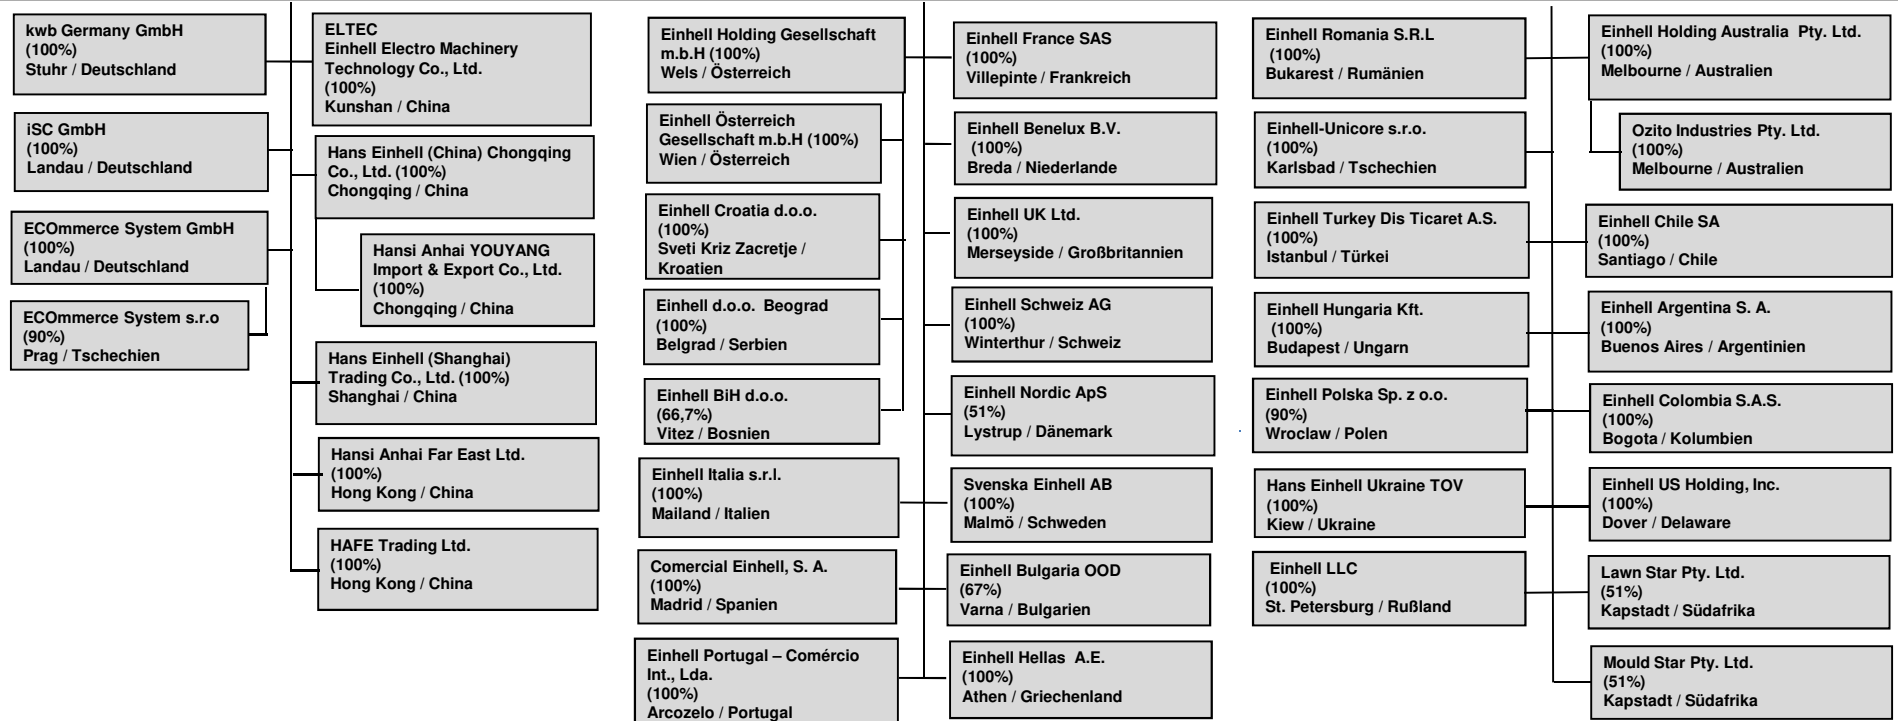 kwb Germany GmbH
(100%)
Stuhr / Deutschland
iSC GmbH
(100%)
Landau / Deutschland
ECOmmerce System GmbH
(100%)
Landau / Deutschland
ECOmmerce System s.r.o
(90%)
Prag / Tschechien
ELTEC
Einhell Electro Machinery
Technology Co., Ltd.
(100%)
Kunshan / China
Hans Einhell (China) Chongqing
Co., Ltd. (100%)
Chongqing / China
Hansi Anhai YOUYANG
Import & Export Co., Ltd.
(100%)
Chongqing / China
Hans Einhell (Shanghai)
Trading Co., Ltd. (100%)
Shanghai / China
Hansi Anhai Far East Ltd.
(100%)
Hong Kong / China
HAFE Trading Ltd.
(100%)
Hong Kong / China
Einhell Holding Gesellschaft
m.b.H (100%)
Wels / Österreich
Einhell Österreich
Gesellschaft m.b.H (100%)
Wien / Österreich
Einhell Croatia d.o.o.
(100%)
Sveti Kriz Zacretje /
Kroatien
Einhell d.o.o. Beograd
(100%)
Belgrad / Serbien
Einhell BiH d.o.o.
(66,7%)
Vitez / Bosnien
Einhell Italia s.r.l.
(100%)
Mailand / Italien
Comercial Einhell, S. A.
(100%)
Madrid / Spanien
Einhell Portugal – Comércio
Int., Lda.
(100%)
Arcozelo / Portugal
Einhell France SAS
(100%)
Villepinte / Frankreich
Einhell Benelux B.V.
(100%)
Breda / Niederlande
Einhell UK Ltd.
(100%)
Merseyside / Großbritannien
Einhell Schweiz AG
(100%)
Winterthur / Schweiz
Einhell Nordic ApS
(51%)
Lystrup / Dänemark
Svenska Einhell AB
(100%)
Malmö / Schweden
Einhell Bulgaria OOD
(67%)
Varna / Bulgarien
Einhell Hellas A.E.
(100%)
Athen / Griechenland
Einhell Romania S.R.L
(100%)
Bukarest / Rumänien
Einhell-Unicore s.r.o.
(100%)
Karlsbad / Tschechien
Einhell Turkey Dis Ticaret A.S.
(100%)
Istanbul / Türkei
Einhell Hungaria Kft.
(100%)
Budapest / Ungarn
Einhell Polska Sp. z o.o.
(90%)
Wroclaw / Polen
Hans Einhell Ukraine TOV
(100%)
Kiew / Ukraine
Einhell LLC
(100%)
St. Petersburg / Rußland
Einhell Holding Australia Pty. Ltd.
(100%)
Melbourne / Australien
Ozito Industries Pty. Ltd.
(100%)
Melbourne / Australien
Einhell Chile SA
(100%)
Santiago / Chile
Einhell Argentina S. A.
(100%)
Buenos Aires / Argentinien
Einhell Colombia S.A.S.
(100%)
Bogota / Kolumbien
Einhell US Holding, Inc.
(100%)
Dover / Delaware
Lawn Star Pty. Ltd.
(51%)
Kapstadt / Südafrika
Mould Star Pty. Ltd.
(51%)
Kapstadt / Südafrika